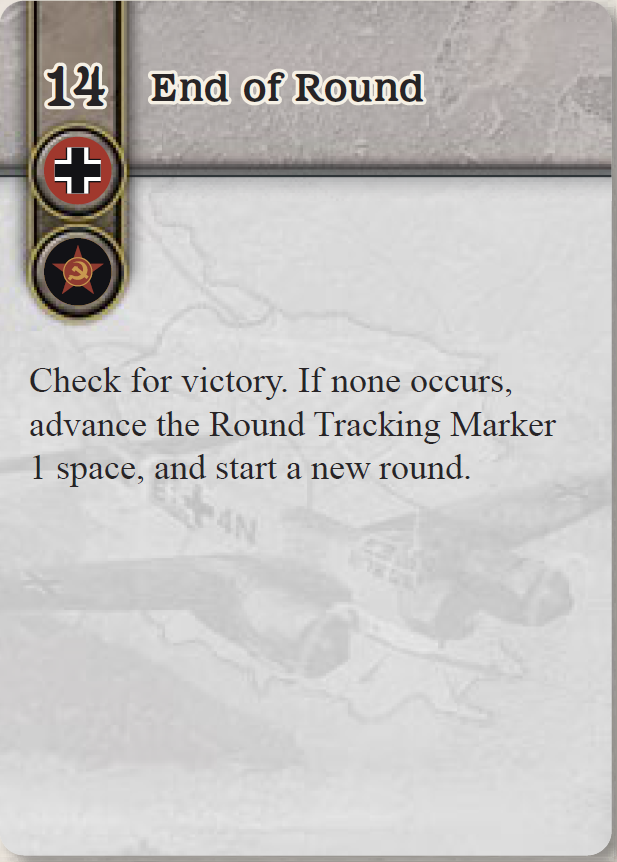 14 End of Round
Check for victory. If none occurs,
advance the Round Tracking Marker
1 space, and start a new round.
4N